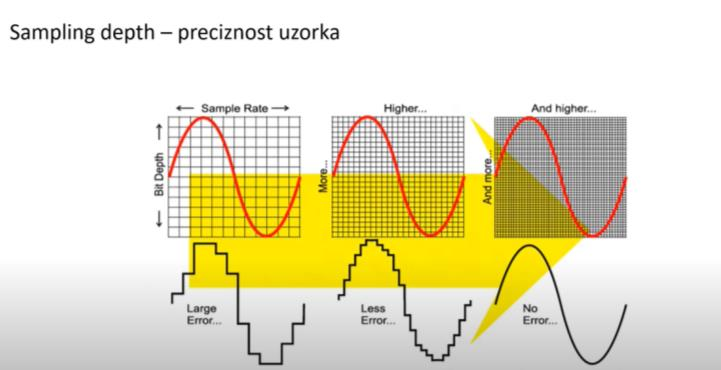 Sampling depth – preciznost uzorka
← Sample Rate →
Higher...
And higher...
← Bit Depth →
More...
And more...
Large
Error...
Less
Error...
No
Error...